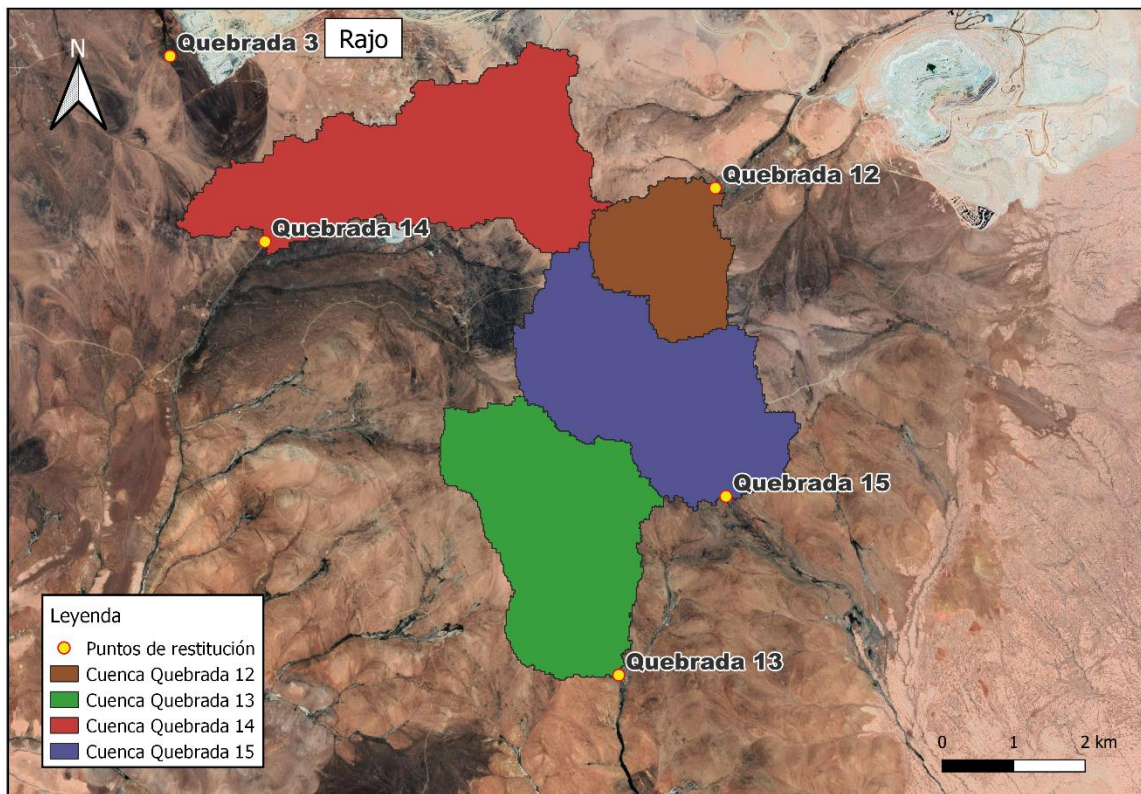 Quebrada 3
Rajo
N
Quebrada 12
Quebrada 14
Quebrada 15
Quebrada 13
Leyenda
Puntos de restitución
Cuenca Quebrada 12
Cuenca Quebrada 13
Cuenca Quebrada 14
Cuenca Quebrada 15
0 1 2 km